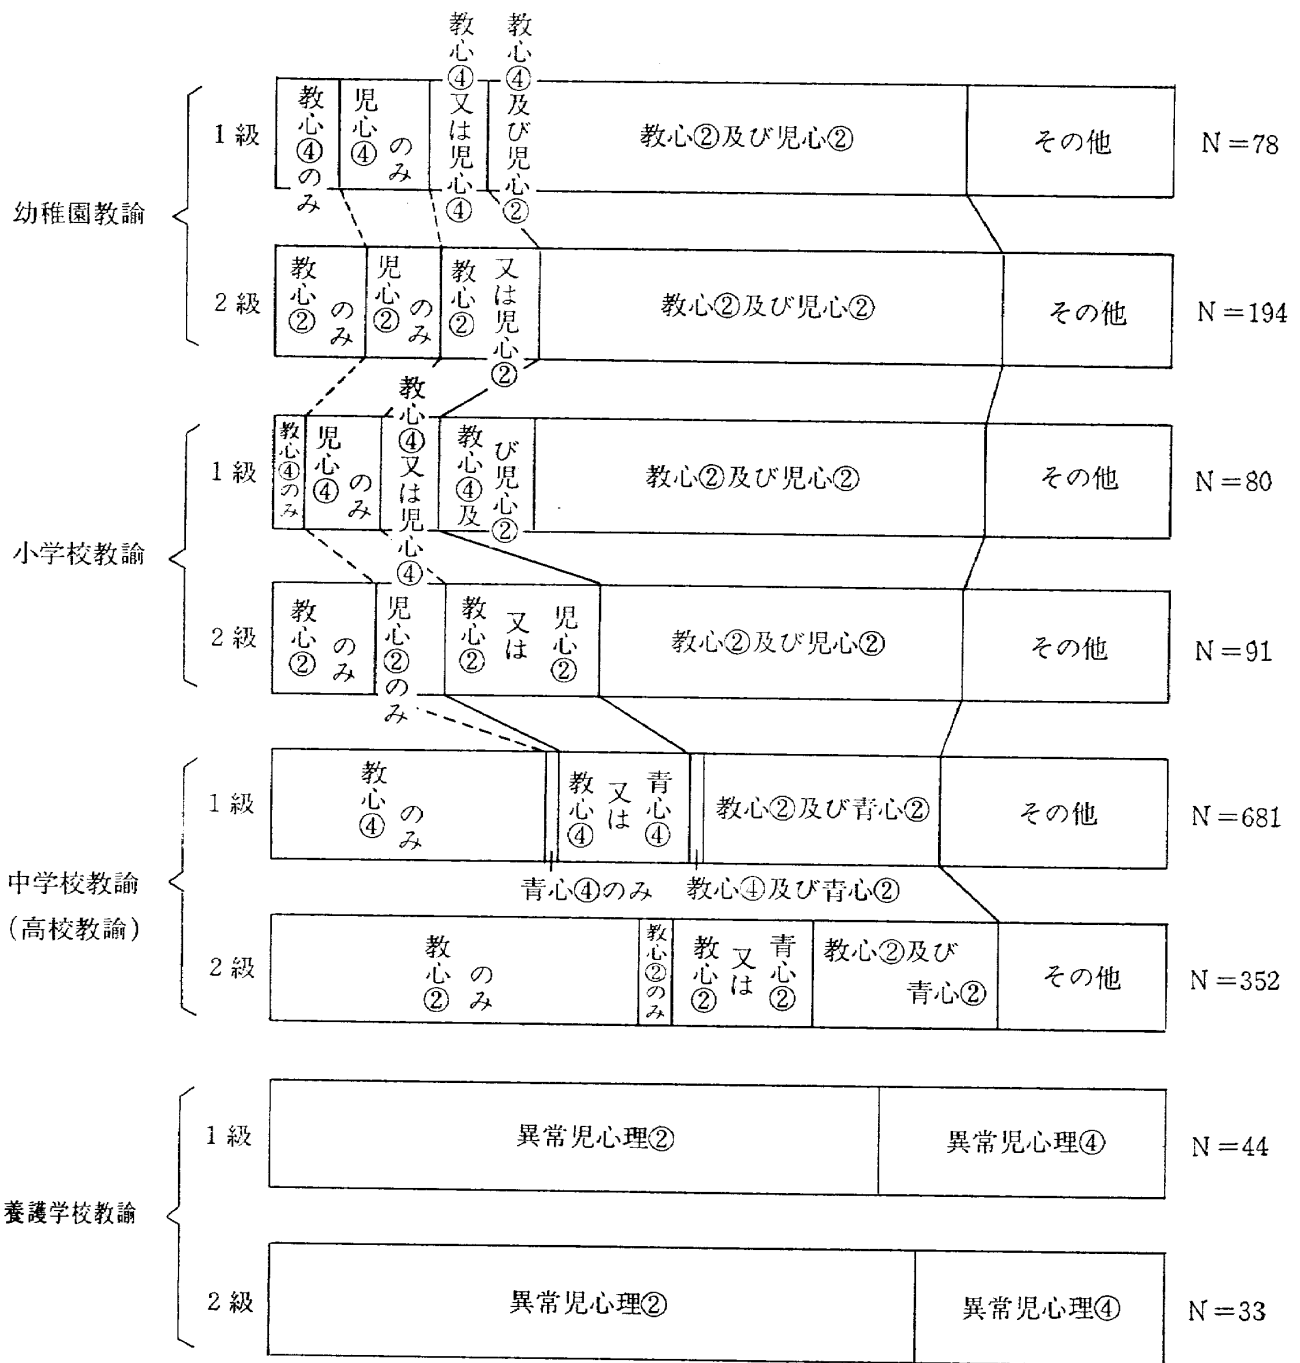 幼稚園教諭
1級
教心④のみ
児心④のみ
教心④又は児心④
教心④及び児心②
教心②及び児心②
その他
N=78
2級
教心②のみ
児心②のみ
教心②又は児心②
教心②及び児心②
その他
N=194
小学校教諭
1級
教心④のみ
児心④のみ
教心④又は児心④
教心④及び児心②
教心②及び児心②
その他
N=80
2級
教心②のみ
児心②のみ
教心②又は児心②
教心②及び児心②
その他
N=91
中学校教諭
(高校教諭)
1級
教心④のみ
青心④のみ
教心④又は青心④
教心④及び青心②
教心②及び青心②
その他
N=681
2級
教心②のみ
教心②のみ
教心②又は青心②
教心②及び
青心②
その他
N=352
養護学校教諭
1級
異常児心理②
異常児心理④
N=44
2級
異常児心理②
異常児心理④
N=33